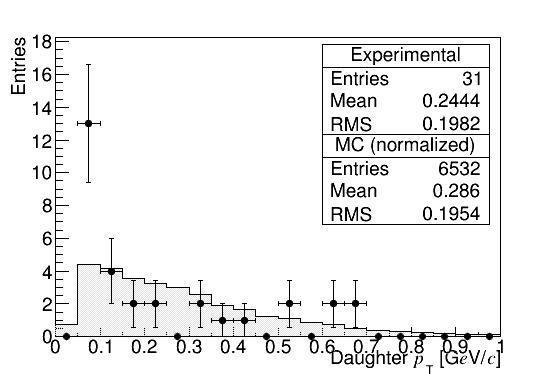 Entries
18
16
14
12
10
8
6
4
2
0
Experimental
Entries 31
Mean 0.2444
RMS 0.1982
MC (normalized)
Entries 6532
Mean 0.286
RMS 0.1954
0 0.1 0.2 0.3 0.4 0.5 0.6 0.7 0.8 0.9 1
Daughter p_T [GeV/c]